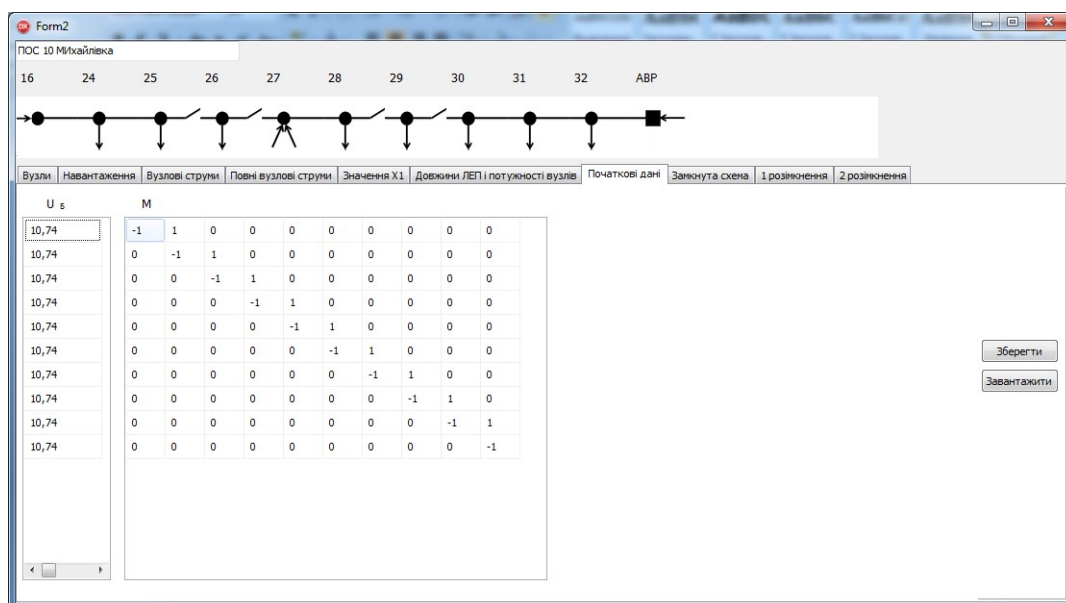 Form2
ПОС 10 МИхайлівка
16 24 25 26 27 28 29 30 31 32 АВР
Вузли Навантаження Вузлові струми Повні вузлові струми Значення Х1 Довжини ЛЕП і потужності вузлів Початкові дані Замкнута схема 1 розімкнення 2 розімкнення
U Б М
10,74 -1 1 0 0 0 0 0 0 0 0
10,74 0 -1 1 0 0 0 0 0 0 0
10,74 0 0 -1 1 0 0 0 0 0 0
10,74 0 0 0 -1 1 0 0 0 0 0
10,74 0 0 0 0 -1 1 0 0 0 0
10,74 0 0 0 0 0 -1 1 0 0 0
10,74 0 0 0 0 0 0 -1 1 0 0
10,74 0 0 0 0 0 0 0 -1 1 0
10,74 0 0 0 0 0 0 0 0 -1 1
10,74 0 0 0 0 0 0 0 0 0 -1
Зберегти
Завантажити